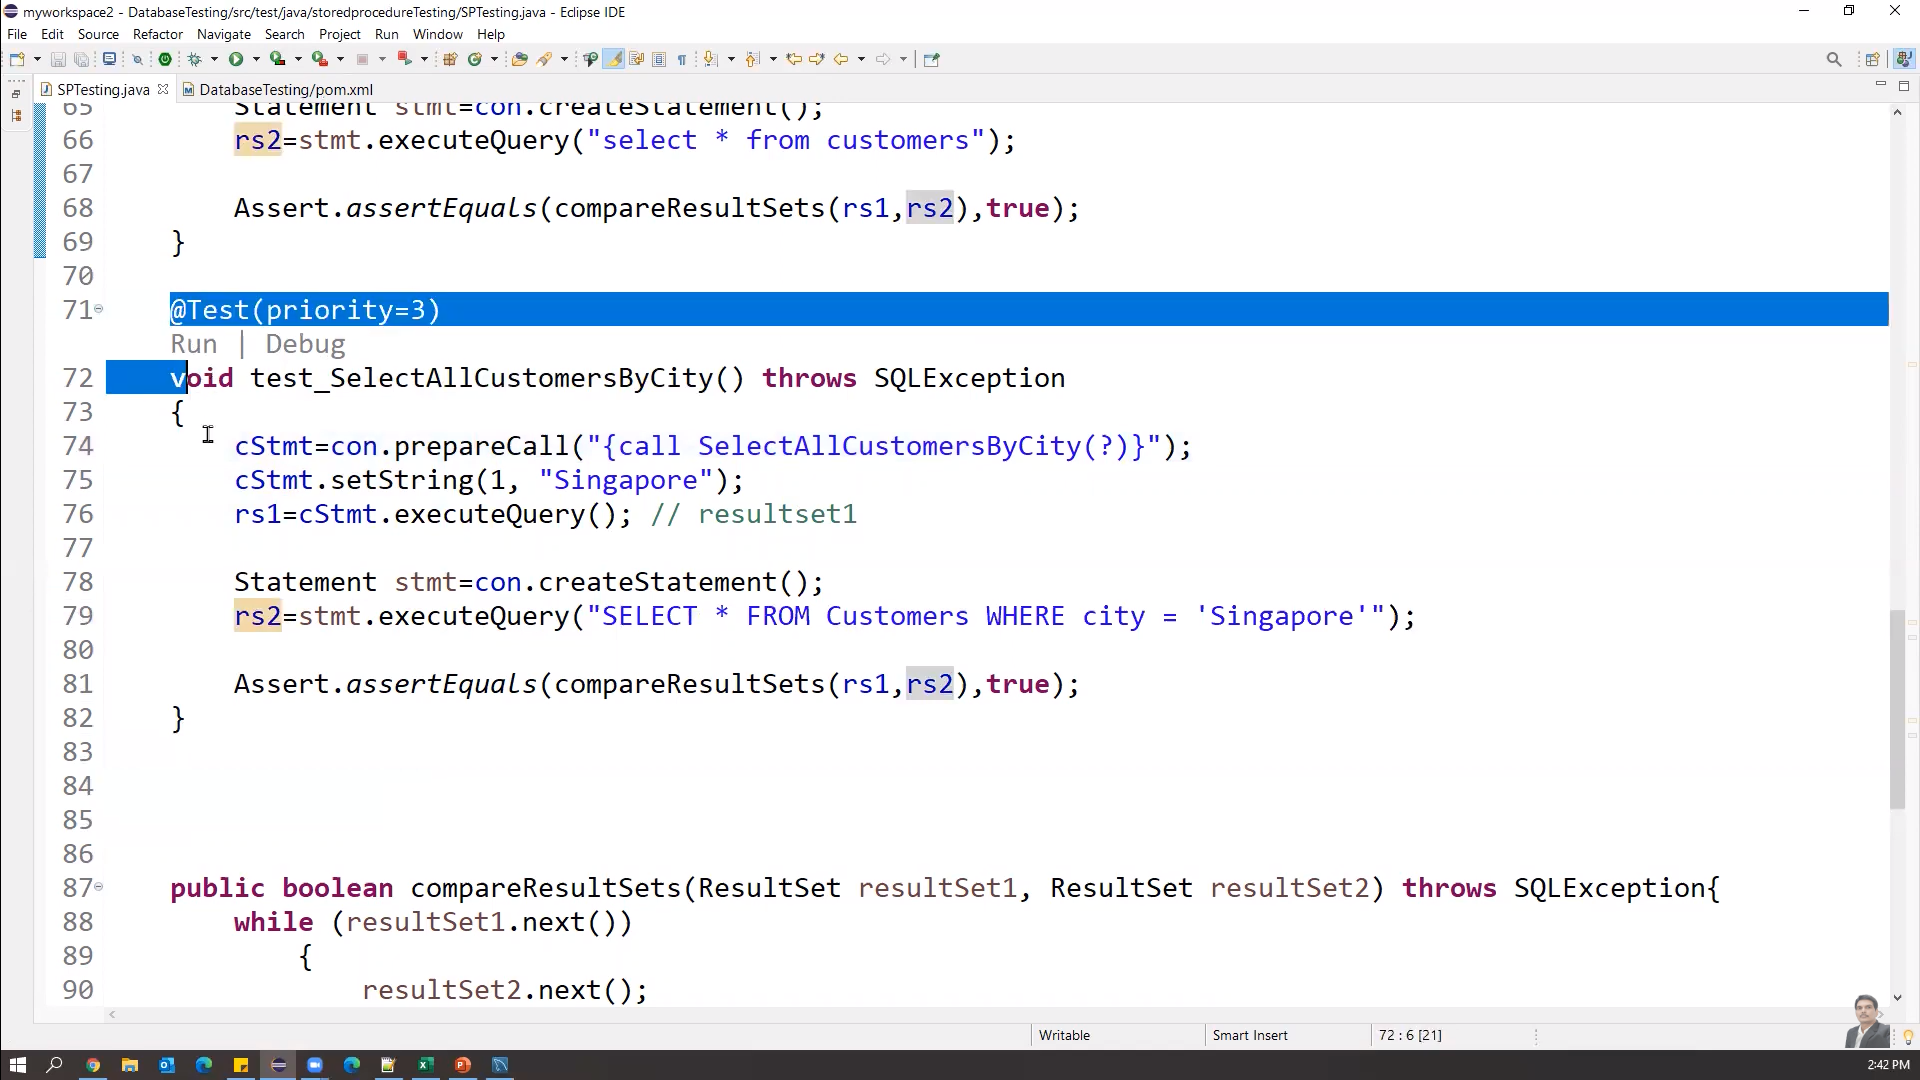 myworkspace2 - DatabaseTesting/src/test/java/storedprocedureTesting/SPTesting.java - Eclipse IDE
File Edit Source Refactor Navigate Search Project Run Window Help
SPTesting.java DatabaseTesting/pom.xml
65 Statement stmt=con.createStatement();
66 rs2=stmt.executeQuery("select * from customers");
67
68 Assert.assertEquals(compareResultSets(rs1,rs2),true);
69 }
70
71 @Test(priority=3)
Run | Debug
72 void test_SelectAllCustomersByCity() throws SQLException
73 {
74 cStmt=con.prepareCall("{call SelectAllCustomersByCity(?)}");
75 cStmt.setString(1, "Singapore");
76 rs1=cStmt.executeQuery(); // resultset1
77
78 Statement stmt=con.createStatement();
79 rs2=stmt.executeQuery("SELECT * FROM Customers WHERE city = 'Singapore'");
80
81 Assert.assertEquals(compareResultSets(rs1,rs2),true);
82 }
83
84
85
86
87 public boolean compareResultSets(ResultSet resultSet1, ResultSet resultSet2) throws SQLException{
88 while (resultSet1.next())
89 {
90 resultSet2.next();
Writable Smart Insert 72 : 6 [21]
2:42 PM